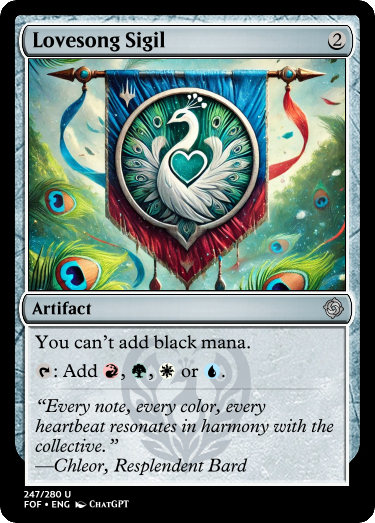 Lovesong Sigil 2
Artifact
You can't add black mana.
: Add , , or .
“Every note, every color, every
heartbeat resonates in harmony with the
collective.”
—Chleor, Resplendent Bard
247/280 U
FOF • ENG ChatGPT